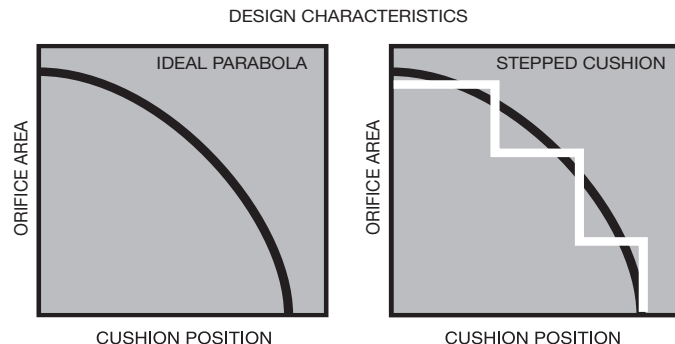 DESIGN CHARACTERISTICS
IDEAL PARABOLA
ORIFICE AREA
CUSHION POSITION
STEPPED CUSHION
ORIFICE AREA
CUSHION POSITION